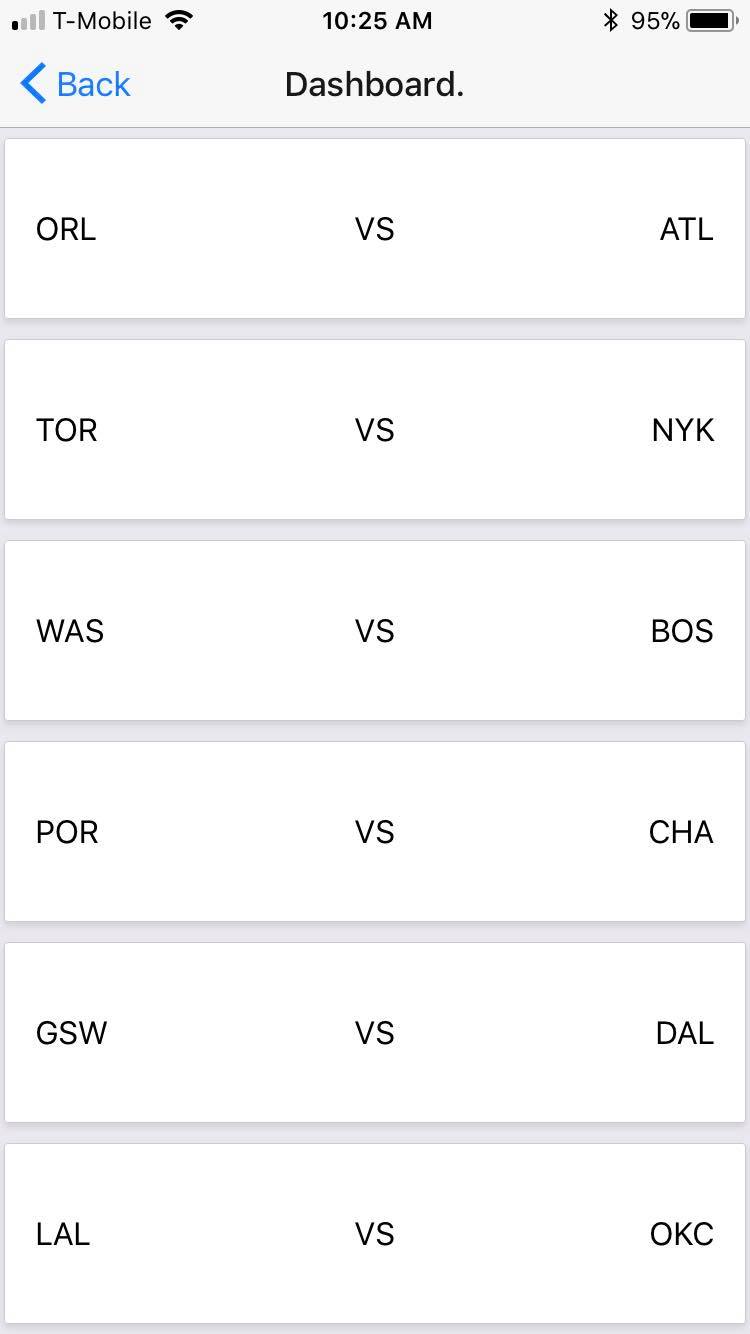 T-Mobile 10:25 AM 95%
Back Dashboard.
ORL VS ATL
TOR VS NYK
WAS VS BOS
POR VS CHA
GSW VS DAL
LAL VS OKC